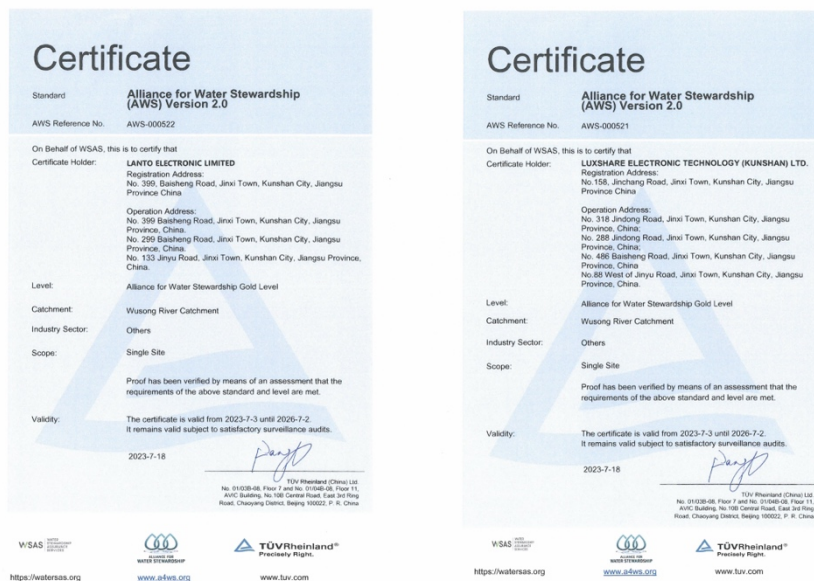 Certificate
Standard
Alliance for Water Stewardship
(AWS) Version 2.0
AWS Reference No.
AWS-000522
On Behalf of WSAS, this is to certify that
Certificate Holder:
LANTO ELECTRONIC LIMITED
Registration Address:
No. 399, Baisheng Road, Jinxi Town, Kunshan City, Jiangsu
Province China
Operation Address:
No. 399 Baisheng Road, Jinxi Town, Kunshan City, Jiangsu
Province, China.
No. 299 Baisheng Road, Jinxi Town, Kunshan City, Jiangsu
Province, China.
No. 133 Jinyu Road, Jinxi Town, Kunshan City, Jiangsu Province,
China.
Level:
Alliance for Water Stewardship Gold Level
Catchment:
Wusong River Catchment
Industry Sector:
Others
Scope:
Single Site
Proof has been verified by means of an assessment that the
requirements of the above standard and level are met.
Validity:
The certificate is valid from 2023-7-3 until 2026-7-2.
It remains valid subject to satisfactory surveillance audits.
2023-7-18
TÜV Rheinland (China) Ltd.
No. 01/03B-08, Floor 7 and No. 01/04B-08, Floor 11,
AVIC Building, No.10B Central Road, East 3rd Ring
Road, Chaoyang District, Beijing 100022, P. R. China
WSAS
WATER
STEWARDSHIP
ASSURANCE
SERVICES
ALLIANCE FOR
WATER STEWARDSHIP
TÜVRheinland®
Precisely Right.
https://watersas.org
www.a4ws.org
www.tuv.com
Certificate
Standard
Alliance for Water Stewardship
(AWS) Version 2.0
AWS Reference No.
AWS-000521
On Behalf of WSAS, this is to certify that
Certificate Holder:
LUXSHARE ELECTRONIC TECHNOLOGY (KUNSHAN) LTD.
Registration Address:
No.158, Jinchang Road, Jinxi Town, Kunshan City, Jiangsu
Province China
Operation Address:
No. 318 Jindong Road, Jinxi Town, Kunshan City, Jiangsu
Province, China;
No. 288 Jindong Road, Jinxi Town, Kunshan City, Jiangsu
Province, China;
No. 486 Baisheng Road, Jinxi Town, Kunshan City, Jiangsu
Province, China
No.88 West of Jinyu Road, Jinxi Town, Kunshan City, Jiangsu
Province, China.
Level:
Alliance for Water Stewardship Gold Level
Catchment:
Wusong River Catchment
Industry Sector:
Others
Scope:
Single Site
Proof has been verified by means of an assessment that the
requirements of the above standard and level are met.
Validity:
The certificate is valid from 2023-7-3 until 2026-7-2.
It remains valid subject to satisfactory surveillance audits.
2023-7-18
TÜV Rheinland (China) Ltd.
No. 01/03B-08, Floor 7 and No. 01/04B-08, Floor 11,
AVIC Building, No.10B Central Road, East 3rd Ring
Road, Chaoyang District, Beijing 100022, P. R. China
WSAS
WATER
STEWARDSHIP
ASSURANCE
SERVICES
ALLIANCE FOR
WATER STEWARDSHIP
TÜVRheinland®
Precisely Right.
https://watersas.org
www.a4ws.org
www.tuv.com